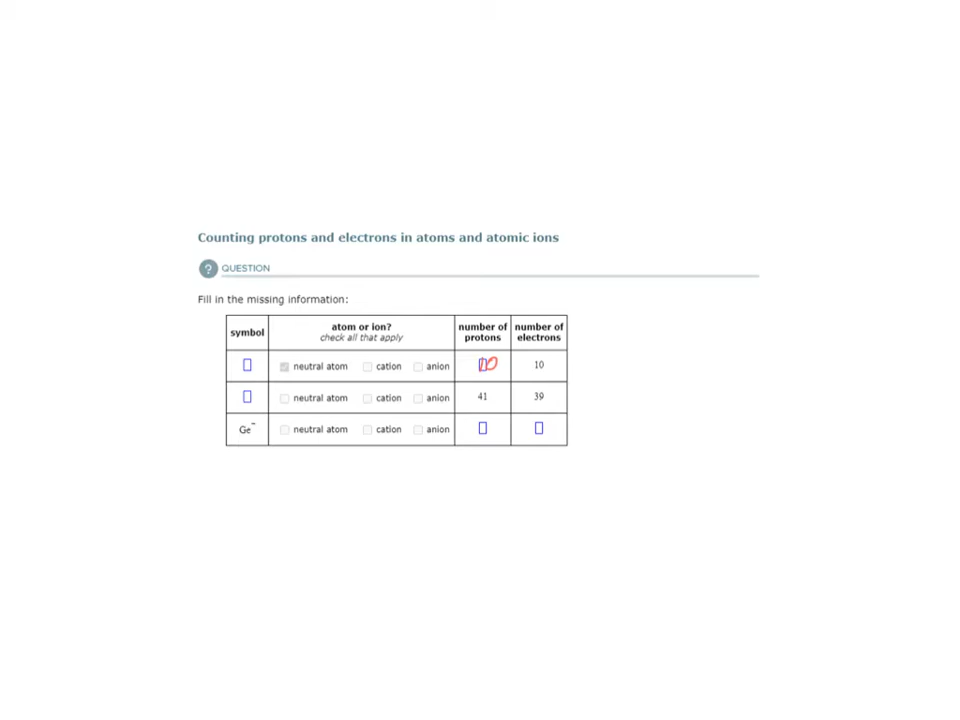 Counting protons and electrons in atoms and atomic ions
? QUESTION
Fill in the missing information:
symbol atom or ion? check all that apply number of protons number of electrons
neutral atom cation anion 10 10
neutral atom cation anion 41 39
Ge⁻ neutral atom cation anion